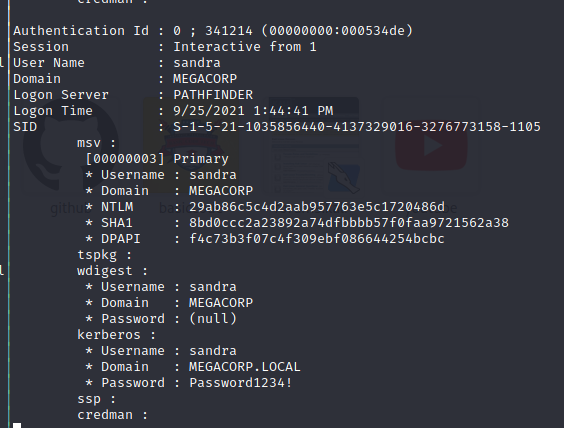 credman :
Authentication Id : 0 ; 341214 (00000000:000534de)
Session           : Interactive from 1
User Name         : sandra
Domain            : MEGACORP
Logon Server      : PATHFINDER
Logon Time        : 9/25/2021 1:44:41 PM
SID               : S-1-5-21-1035856440-4137329016-3276773158-1105
msv :
[00000003] Primary
* Username : sandra
* Domain   : MEGACORP
* NTLM     : 29ab86c5c4d2aab957763e5c1720486d
* SHA1     : 8bd0ccc2a23892a74dfbbbb57f0faa9721562a38
* DPAPI    : f4c73b3f07c4f309ebf086644254bcbc
tspkg :
wdigest :
* Username : sandra
* Domain   : MEGACORP
* Password : (null)
kerberos :
* Username : sandra
* Domain   : MEGACORP.LOCAL
* Password : Password1234!
ssp :
credman :